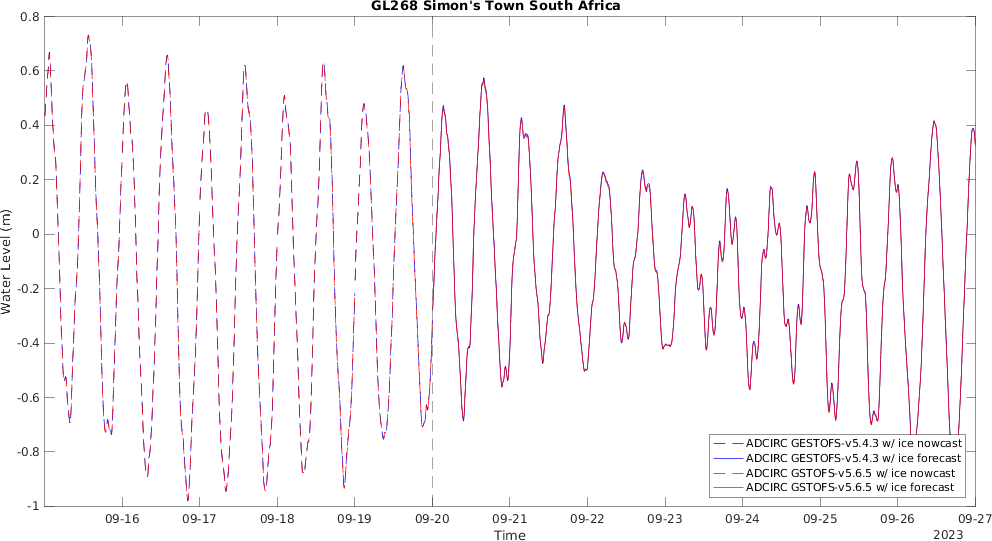 GL268 Simon's Town South Africa
Water Level (m)
0.8
0.6
0.4
0.2
0
-0.2
-0.4
-0.6
-0.8
-1
ADCIRC GESTOFS-v5.4.3 w/ ice nowcast
ADCIRC GESTOFS-v5.4.3 w/ ice forecast
ADCIRC GSTOFS-v5.6.5 w/ ice nowcast
ADCIRC GSTOFS-v5.6.5 w/ ice forecast
09-16 09-17 09-18 09-19 09-20 09-21 09-22 09-23 09-24 09-25 09-26 09-27
Time
2023